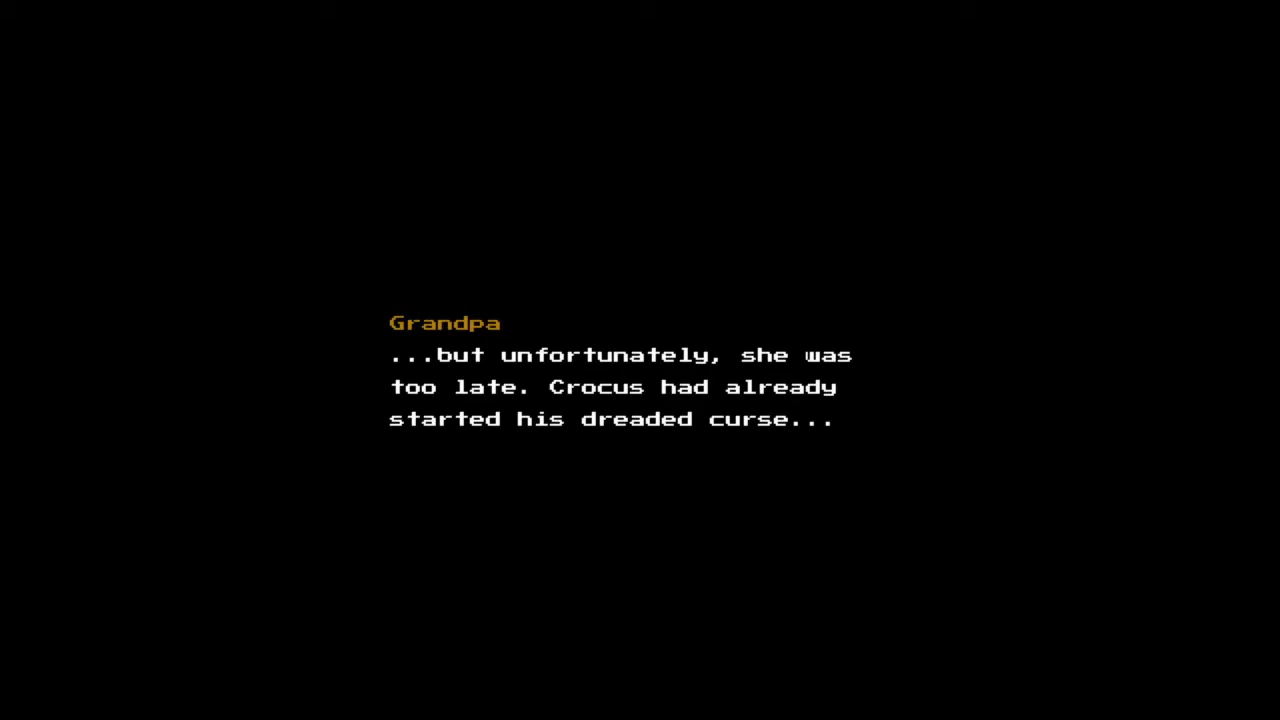 Grandpa
...but unfortunately, she was
too late. Crocus had already
started his dreaded curse...